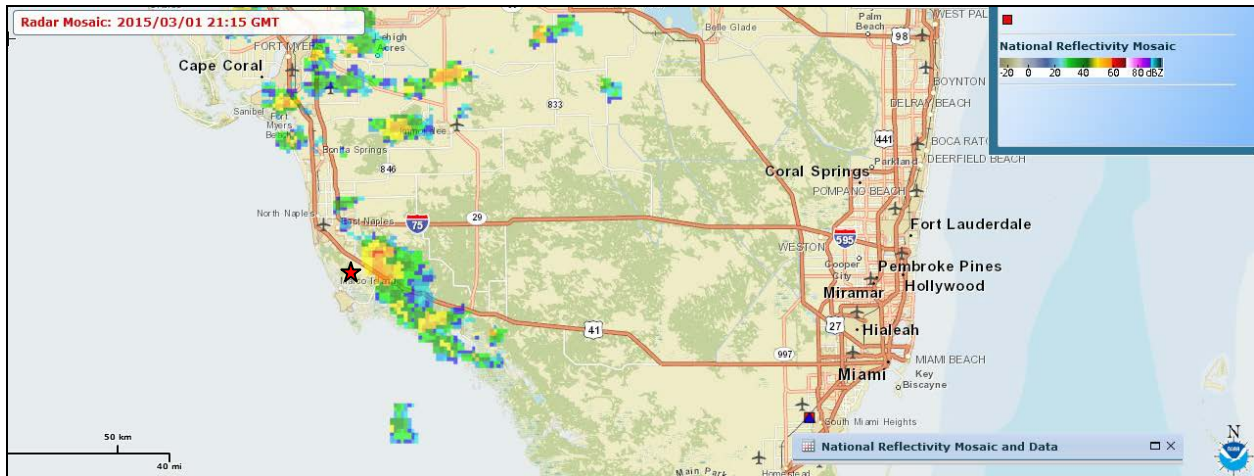 Radar Mosaic: 2015/03/01 21:15 GMT
Palm Beach
WEST PAL
Belle Glade
98
National Reflectivity Mosaic
-20 0 20 40 60 80 dBZ
FORT MYERS
Lehigh Acres
Cape Coral
BOYNTON
833
DELRAY BEACH
Sanibel
Fort Myers Beach
441
BOCA RATO
Bonita Springs
Parkland
DEERFIELD BEACH
846
Coral Springs
POMPANO BEACH
North Naples
29
East Naples
75
Fort Lauderdale
595
WESTON
Cooper City
Pembroke Pines
Hollywood
Miramar
27
Hialeah
41
997
MIAMI BEACH
Miami
Key Biscayne
South Miami Heights
N
50 km
40 mi
National Reflectivity Mosaic and Data
Main Park
Homestead